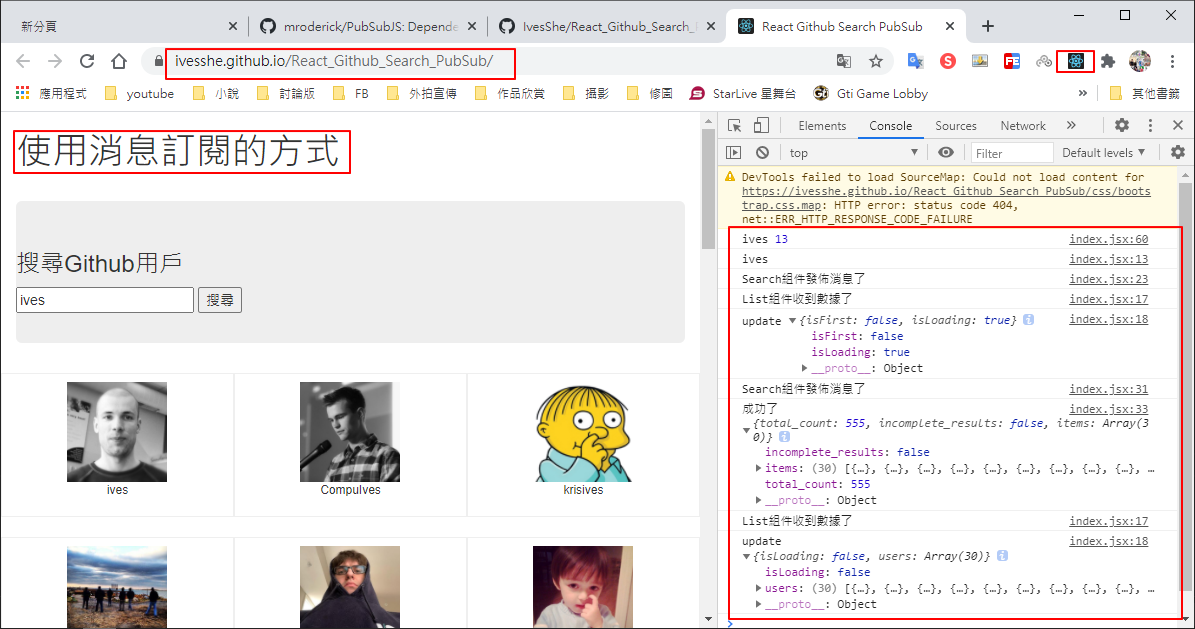 新分頁
mroderick/PubSubJS: Depende
IvesShe/React_Github_Search_
React Github Search PubSub
ivesshe.github.io/React_Github_Search_PubSub/
應用程式
youtube
小說
討論版
FB
外拍宣傳
作品欣賞
攝影
修圖
StarLive 星舞台
Gti Game Lobby
»
其他書籤
使用消息訂閱的方式
搜尋Github用戶
ives
搜尋
ives
Compulves
krisives
Elements
Console
Sources
Network
»
top
Filter
Default levels
DevTools failed to load SourceMap: Could not load content for
https://ivesshe.github.io/React_Github_Search_PubSub/css/boots
trap.css.map: HTTP error: status code 404,
net::ERR_HTTP_RESPONSE_CODE_FAILURE
ives 13 index.jsx:60
ives index.jsx:13
Search組件發佈消息了 index.jsx:23
List組件收到數據了 index.jsx:17
update {isFirst: false, isLoading: true} index.jsx:18
isFirst: false
isLoading: true
__proto__: Object
Search組件發佈消息了 index.jsx:31
成功了 index.jsx:33
{total_count: 555, incomplete_results: false, items: Array(3
0)}
incomplete_results: false
items: (30) [{…}, {…}, {…}, {…}, {…}, {…}, {…}, {…}, {…}, …
total_count: 555
__proto__: Object
List組件收到數據了 index.jsx:17
update index.jsx:18
{isLoading: false, users: Array(30)}
isLoading: false
users: (30) [{…}, {…}, {…}, {…}, {…}, {…}, {…}, {…}, {…}, …
__proto__: Object